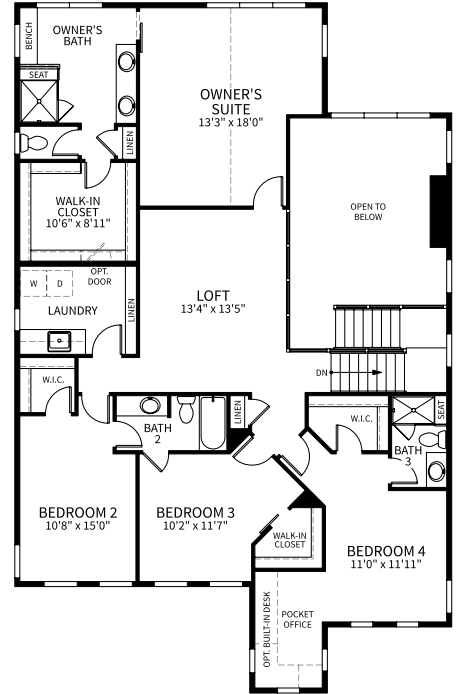 BENCH
OWNER'S
BATH
SEAT
LINEN
OWNER'S
SUITE
13'3" x 18'0"
WALK-IN
CLOSET
10'6" x 8'11"
OPEN TO
BELOW
OPT.
DOOR
W D
LAUNDRY
LINEN
LOFT
13'4" x 13'5"
DN
W.I.C.
BATH
2
LINEN
W.I.C.
SEAT
BATH
3
BEDROOM 2
10'8" x 15'0"
BEDROOM 3
10'2" x 11'7"
WALK-IN
CLOSET
BEDROOM 4
11'0" x 11'11"
OPT. BUILT-IN DESK
POCKET
OFFICE